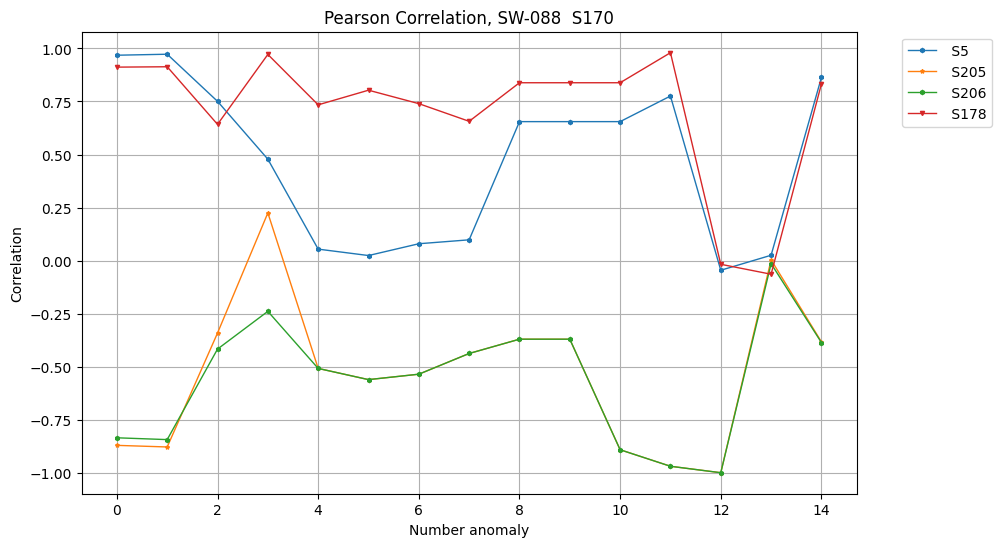 Pearson Correlation, SW-088  S170
1.00
0.75
0.50
0.25
0.00
−0.25
−0.50
−0.75
−1.00
Correlation
0 2 4 6 8 10 12 14
Number anomaly
S5
S205
S206
S178